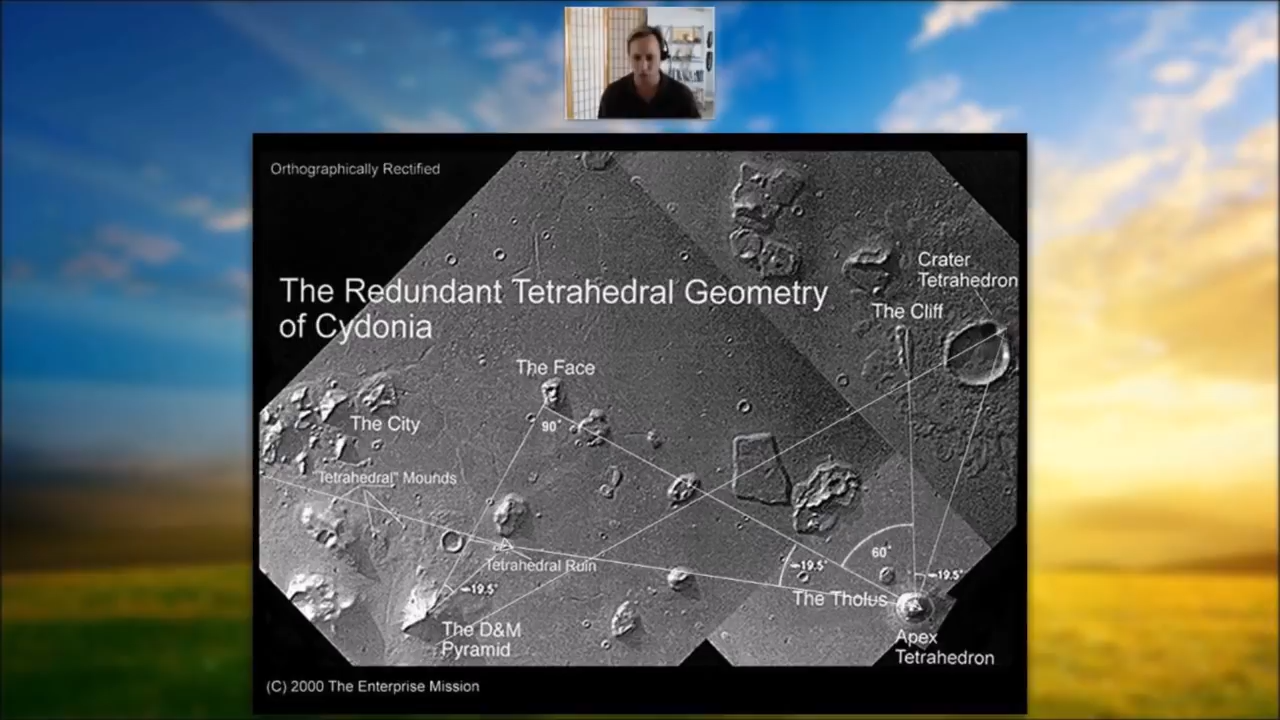 Orthographically Rectified
The Redundant Tetrahedral Geometry
of Cydonia
Crater
Tetrahedron
The Cliff
The Face
90°
The City
Tetrahedral" Mounds
60°
~19.5°
~19.5°
Tetrahedral Ruin
~19.5°
The Tholus
The D&M
Pyramid
Apex
Tetrahedron
(C) 2000 The Enterprise Mission